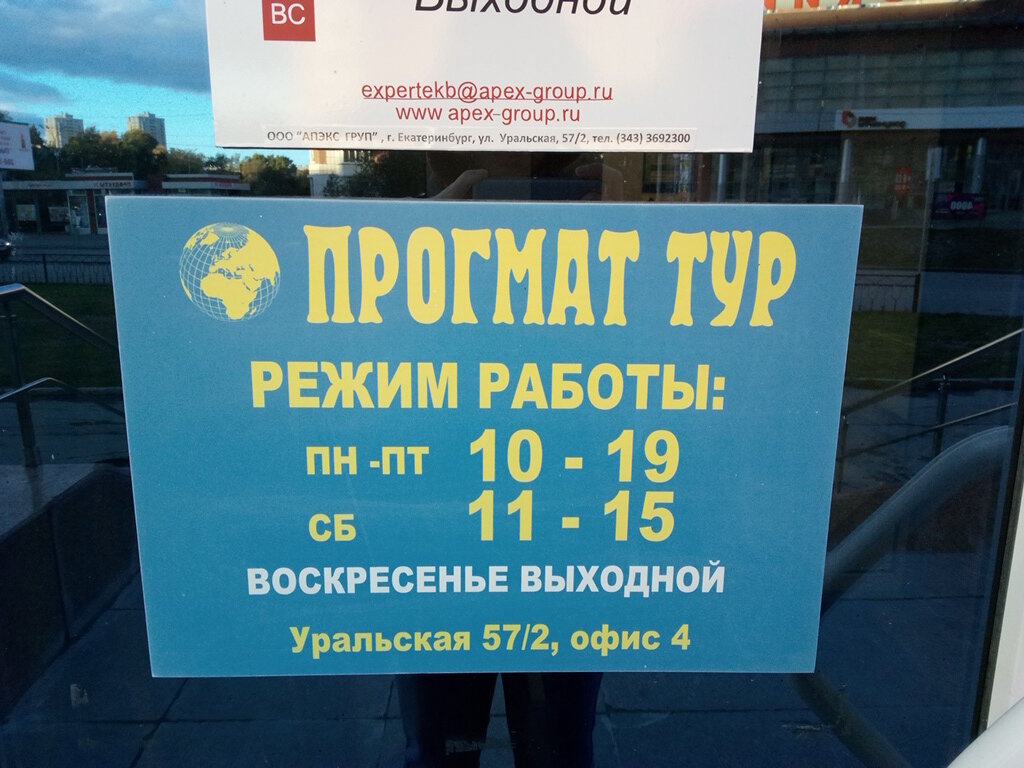 ВС
Выходной
expertekb@apex-group.ru
www apex-group.ru
ООО "АПЭКС ГРУП" , г. Екатеринбург, ул. Уральская, 57/2, тел. (343) 3692300
ПРОГМАТ ТУР
РЕЖИМ РАБОТЫ:
ПН -ПТ 10 - 19
СБ 11 - 15
ВОСКРЕСЕНЬЕ ВЫХОДНОЙ
Уральская 57/2, офис 4